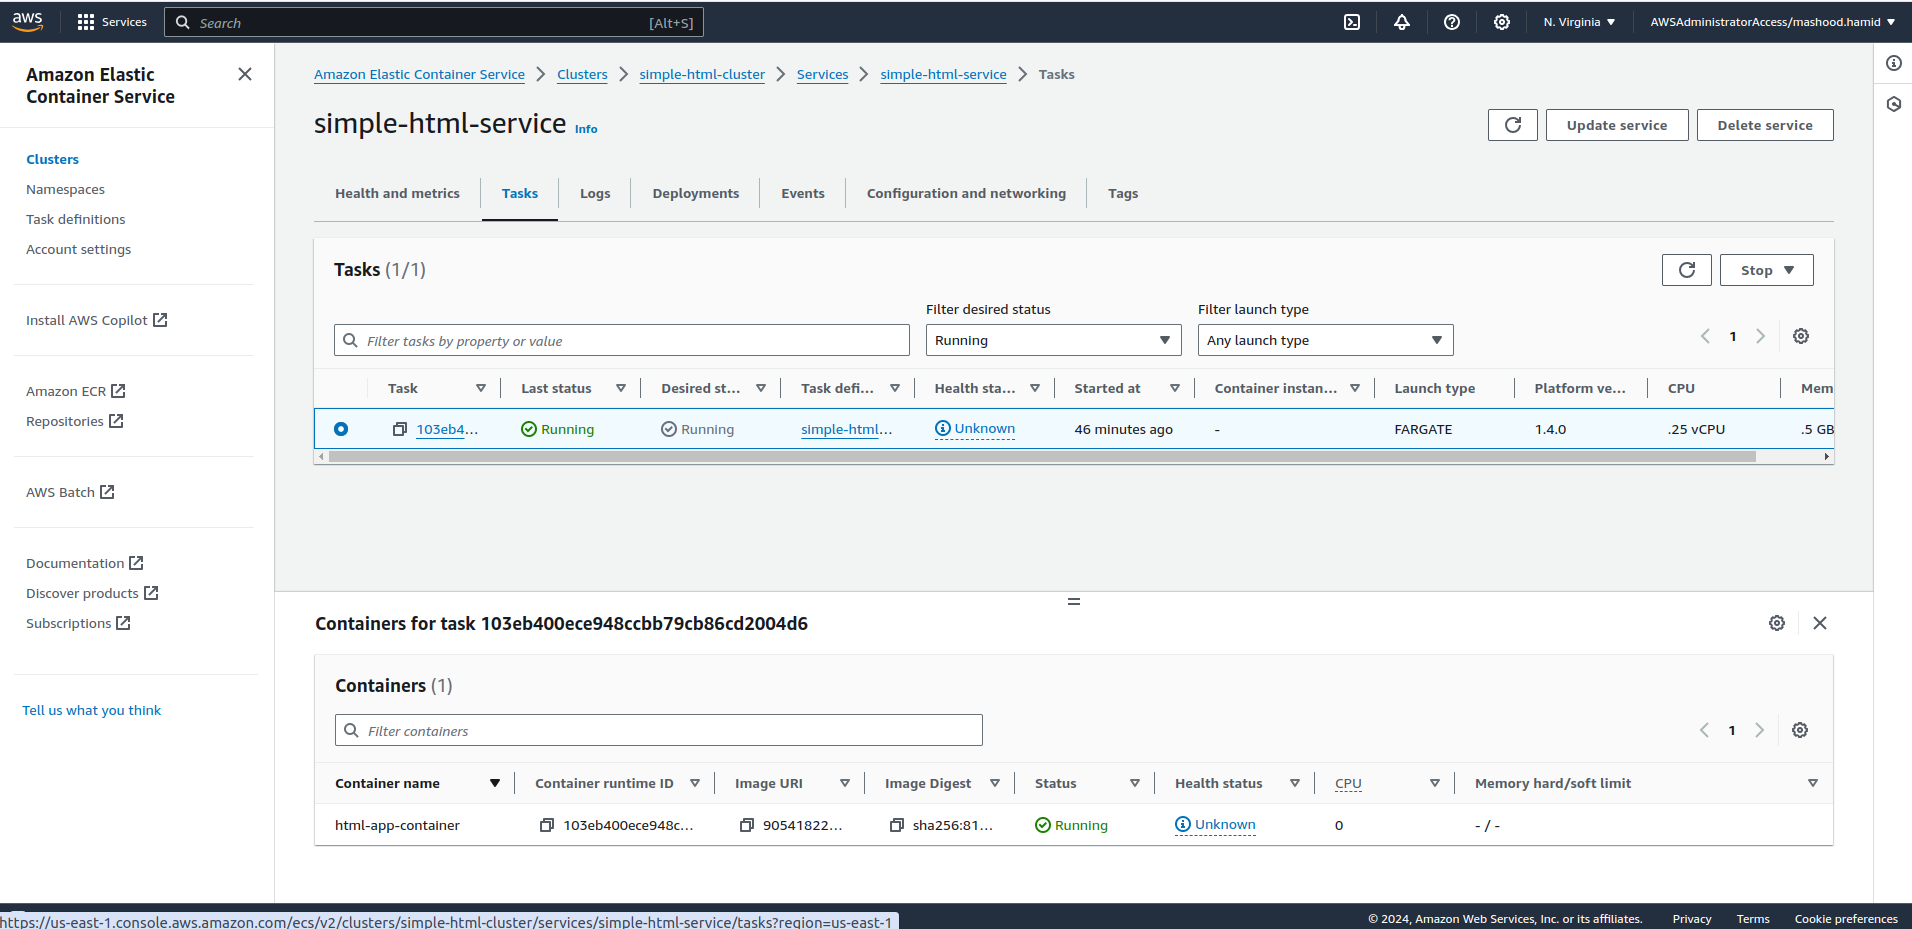 aws
Services
Search [Alt+S]
N. Virginia
AWSAdministratorAccess/mashood.hamid
Amazon Elastic
Container Service
Clusters
Namespaces
Task definitions
Account settings
Install AWS Copilot
Amazon ECR
Repositories
AWS Batch
Documentation
Discover products
Subscriptions
Tell us what you think
Amazon Elastic Container Service Clusters simple-html-cluster Services simple-html-service Tasks
simple-html-service Info
Update service Delete service
Health and metrics Tasks Logs Deployments Events Configuration and networking Tags
Tasks (1/1)
Stop
Filter desired status Filter launch type
Filter tasks by property or value Running Any launch type 1
Task Last status Desired st... Task defi... Health sta... Started at Container instan... Launch type Platform ve... CPU Mem
103eb4... Running Running simple-html... Unknown 46 minutes ago - FARGATE 1.4.0 .25 vCPU .5 GB
Containers for task 103eb400ece948ccbb79cb86cd2004d6
Containers (1)
Filter containers 1
Container name Container runtime ID Image URI Image Digest Status Health status CPU Memory hard/soft limit
html-app-container 103eb400ece948c... 90541822... sha256:81... Running Unknown 0 - / -
https://us-east-1.console.aws.amazon.com/ecs/v2/clusters/simple-html-cluster/services/simple-html-service/tasks?region=us-east-1
© 2024, Amazon Web Services, Inc. or its affiliates. Privacy Terms Cookie preferences